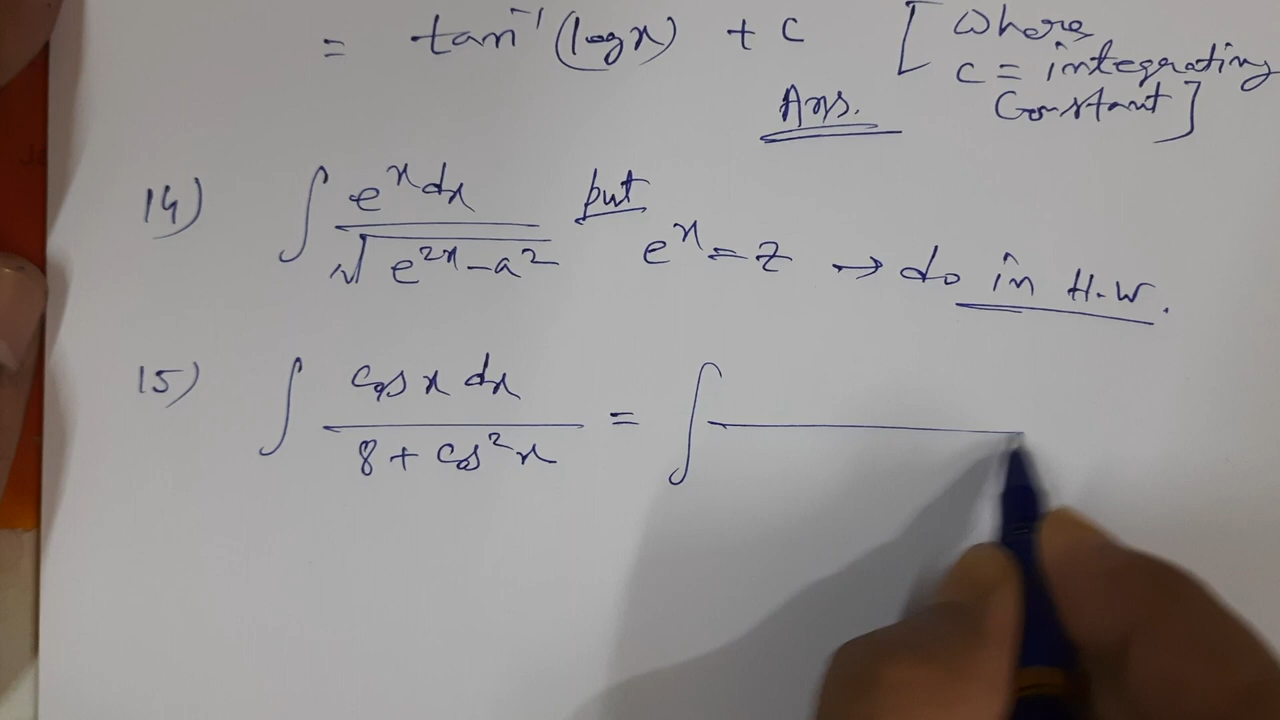 = tan⁻¹ (log x) + c [where
c = integrating
Constant]
Ans.
14) ∫ eˣ dx / √(e²ˣ - a²) put eˣ = z → do in H.W.
15) ∫ cos x dx / (8 + cos² x) = ∫